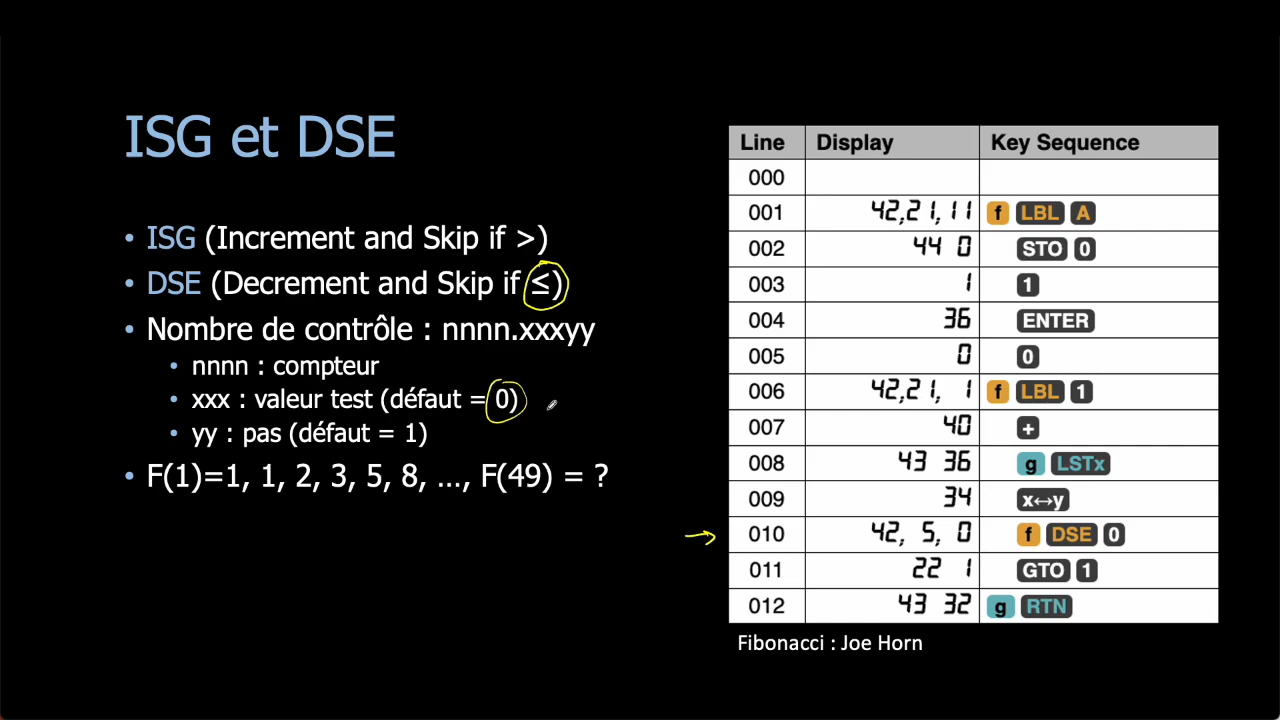 ISG et DSE
• ISG (Increment and Skip if >)
• DSE (Decrement and Skip if ≤)
• Nombre de contrôle : nnnn.xxxyy
• nnnn : compteur
• xxx : valeur test (défaut = 0)
• yy : pas (défaut = 1)
• F(1)=1, 1, 2, 3, 5, 8, …, F(49) = ?
Line Display Key Sequence
000
001 42,21,11 f LBL A
002 44 0 STO 0
003 1 1
004 36 ENTER
005 0 0
006 42,21, 1 f LBL 1
007 40 +
008 43 36 g LSTx
009 34 x↔y
010 42, 5, 0 f DSE 0
011 22 1 GTO 1
012 43 32 g RTN
Fibonacci : Joe Horn